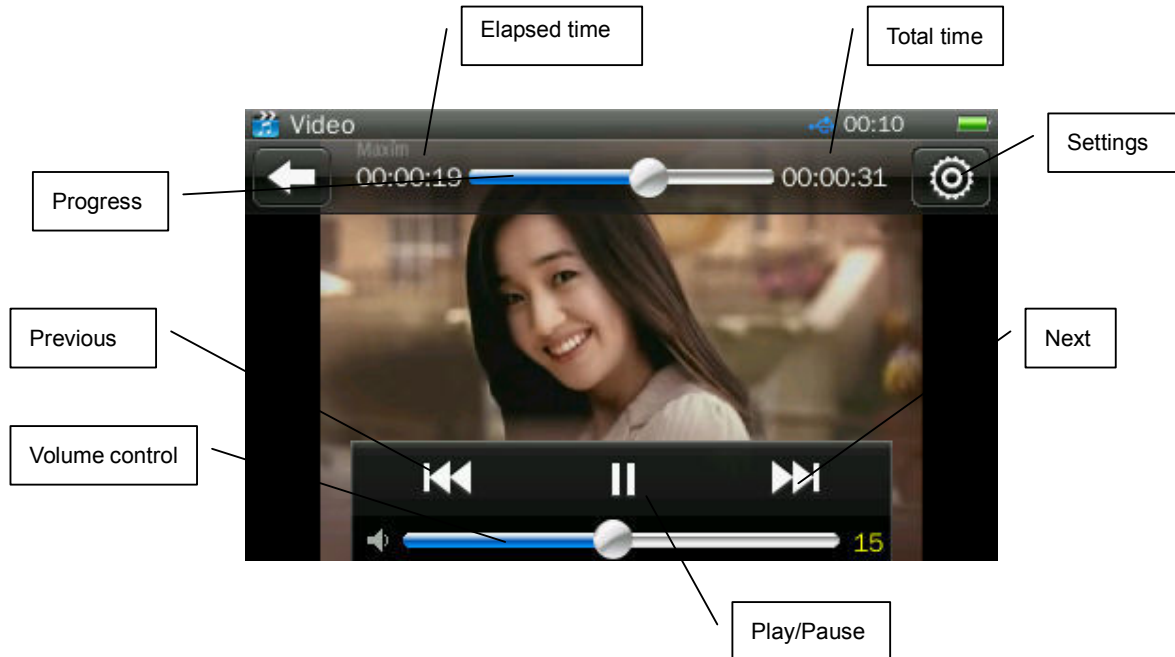 Elapsed time
Total time
Video
00:10
Settings
Maxim
00:00:19
00:00:31
Progress
Previous
Next
Volume control
15
Play/Pause